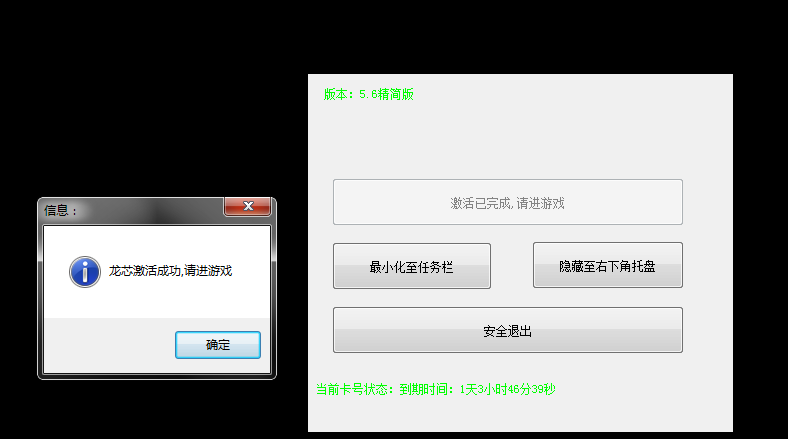 版本：5.6精简版
激活已完成,请进游戏
信息：
龙芯激活成功,请进游戏
最小化至任务栏
隐藏至右下角托盘
确定
安全退出
当前卡号状态：到期时间：1天3小时46分39秒